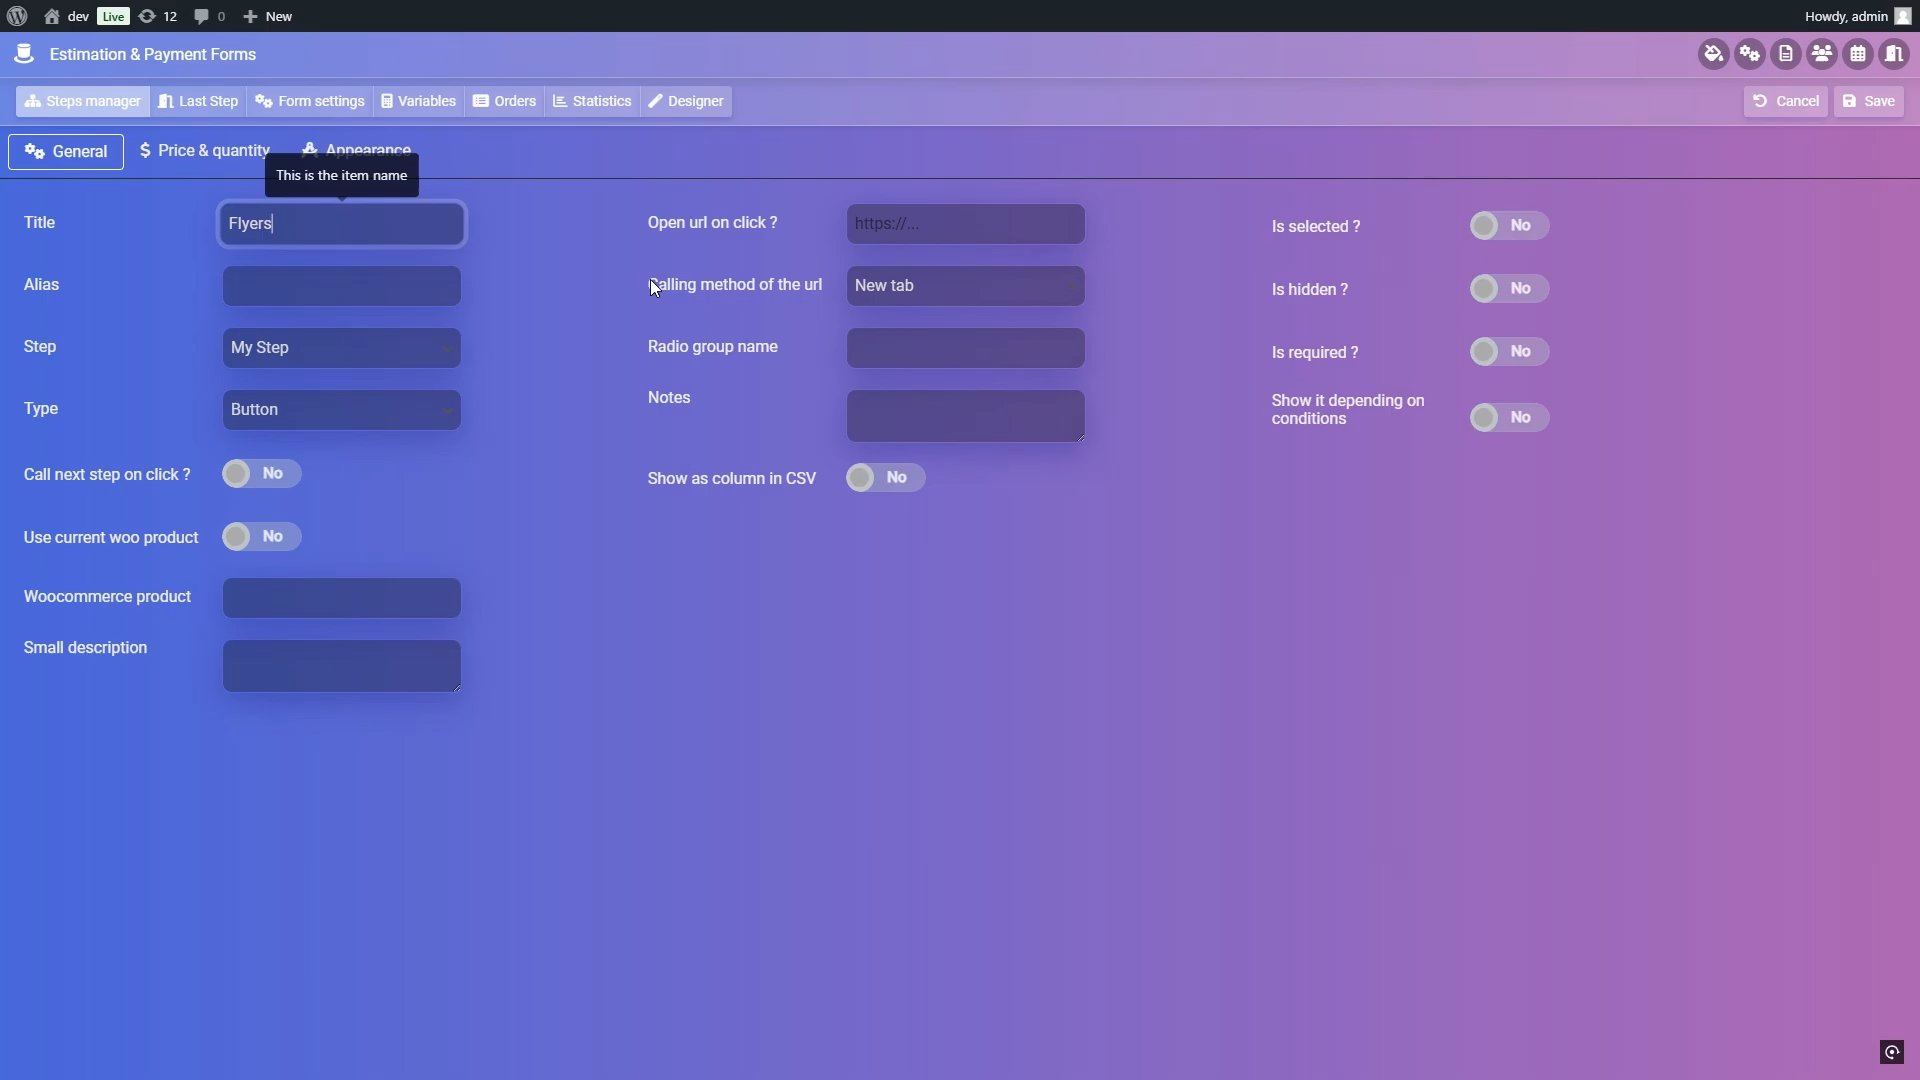 dev Live 12 0 New Howdy, admin
Estimation & Payment Forms
Steps manager Last Step Form settings Variables Orders Statistics Designer Cancel Save
General $ Price & quantity Appearance
This is the item name
Title Flyers Open url on click ? https://... Is selected ? No
Alias Calling method of the url New tab Is hidden ? No
Step My Step Radio group name Is required ? No
Type Button Notes Show it depending on
conditions No
Call next step on click ? No Show as column in CSV No
Use current woo product No
Woocommerce product
Small description